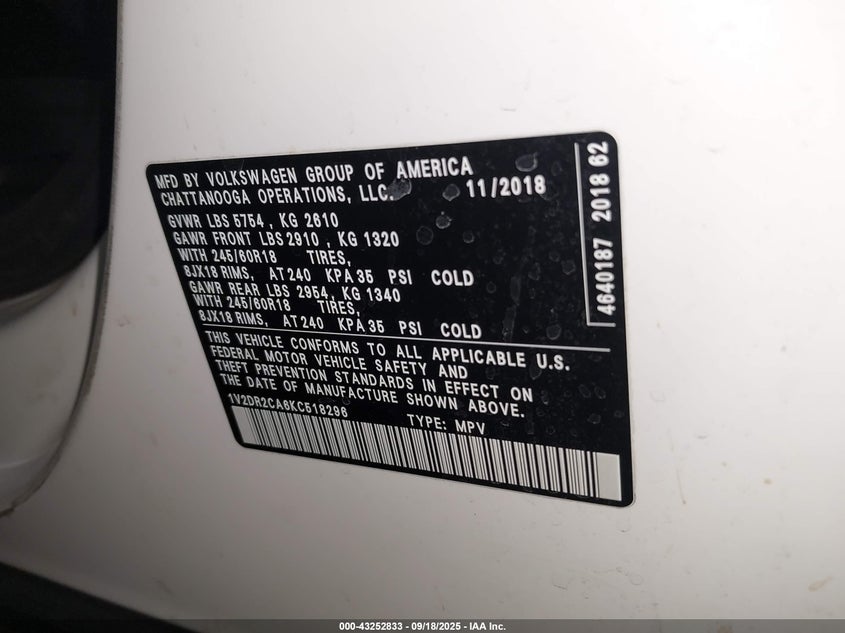 MFD BY VOLKSWAGEN GROUP OF AMERICA
CHATTANOOGA OPERATIONS, LLC. 11/2018
GVWR LBS 5754 , KG 2610
GAWR FRONT LBS 2910 , KG 1320
WITH 245/60R18 TIRES,
8JX18 RIMS, AT 240 KPA 35 PSI COLD
GAWR REAR LBS 2954, KG 1340
WITH 245/60R18 TIRES,
8JX18 RIMS, AT 240 KPA 35 PSI COLD
THIS VEHICLE CONFORMS TO ALL APPLICABLE U.S.
FEDERAL MOTOR VEHICLE SAFETY AND
THEFT PREVENTION STANDARDS IN EFFECT ON
THE DATE OF MANUFACTURE SHOWN ABOVE.
1V2DR2CA6KC518296 TYPE: MPV
4640187 2018 62
000-43252833 - 09/18/2025 - IAA Inc.